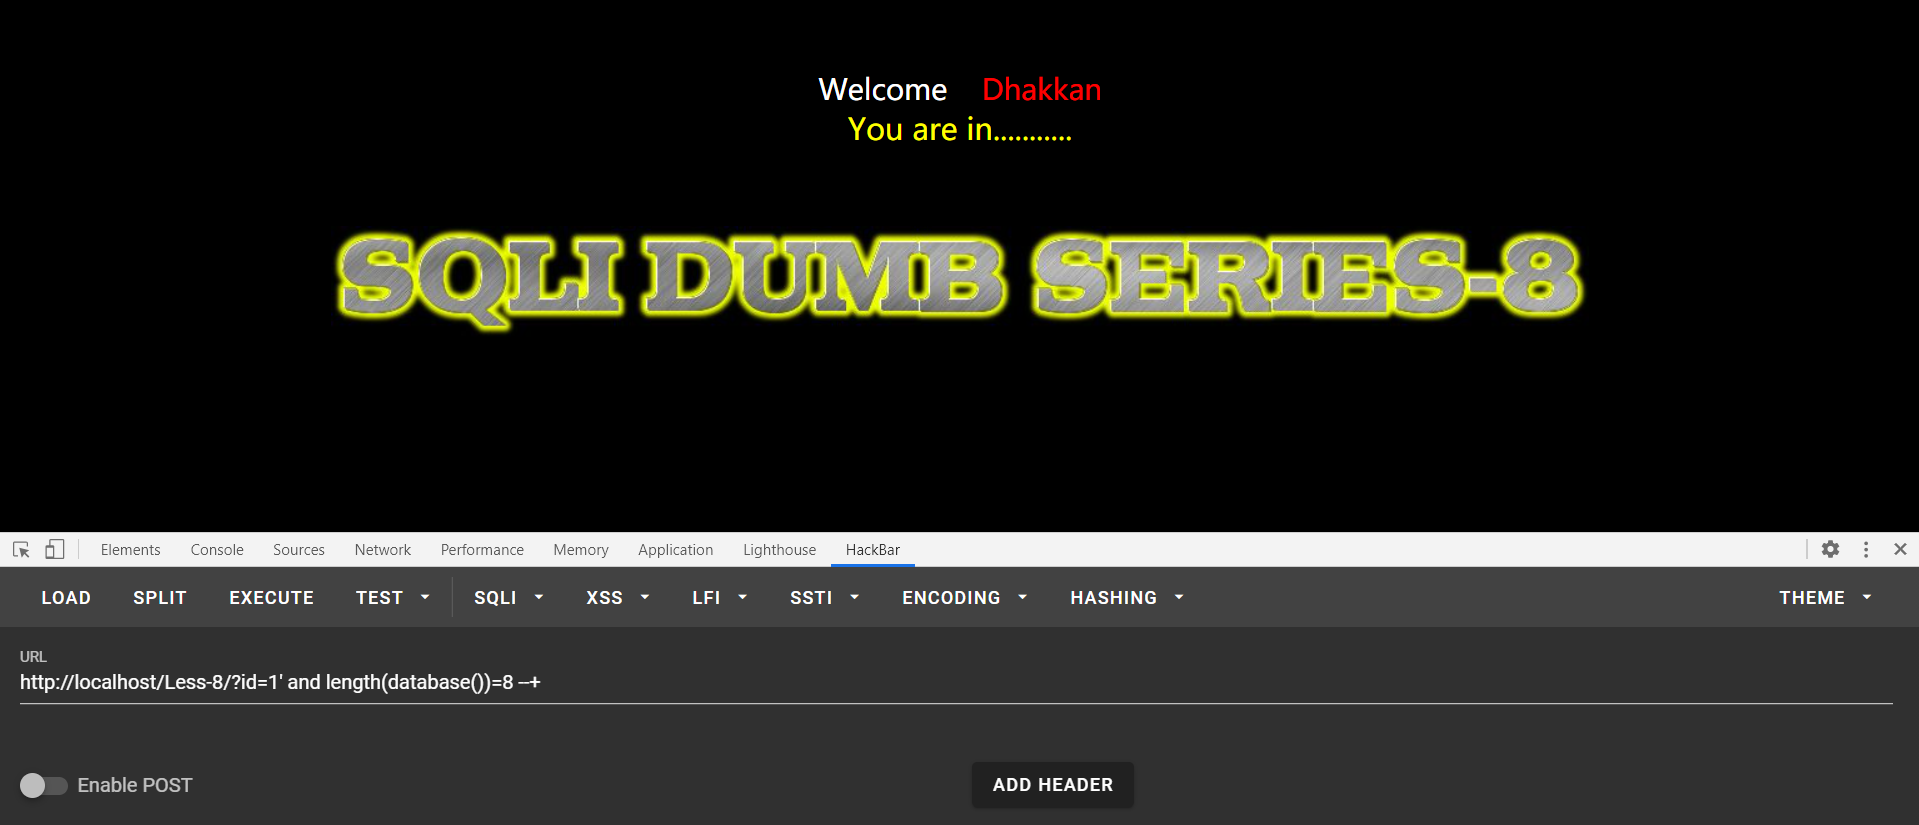 Welcome Dhakkan
You are in...........
SQLI DUMB SERIES-8
Elements Console Sources Network Performance Memory Application Lighthouse HackBar
LOAD SPLIT EXECUTE TEST SQLI XSS LFI SSTI ENCODING HASHING THEME
URL
http://localhost/Less-8/?id=1' and length(database())=8 --+
Enable POST ADD HEADER